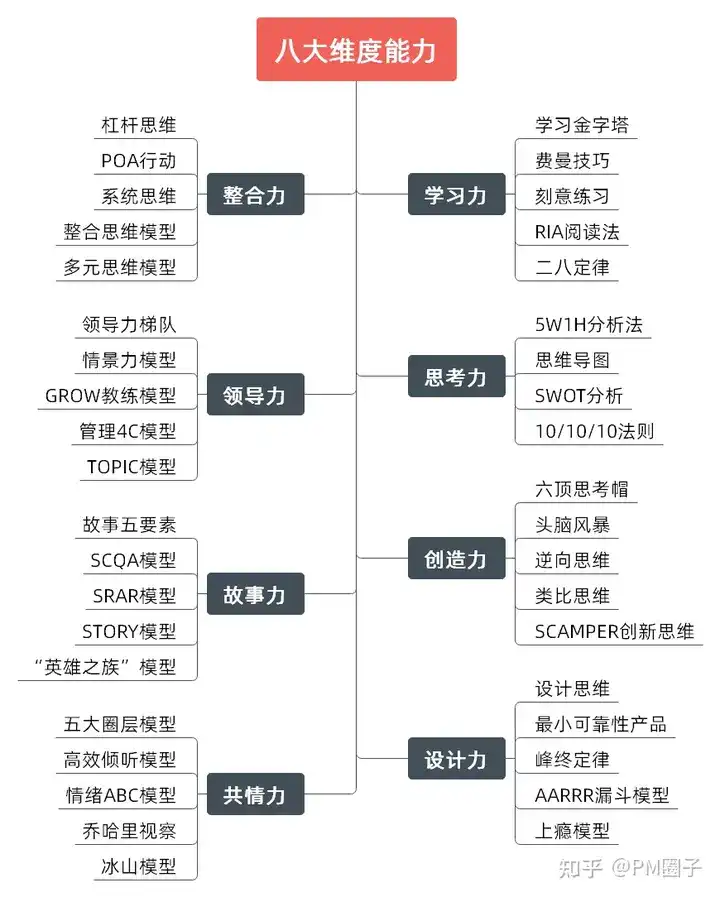 八大维度能力
整合力
杠杆思维
POA行动
系统思维
整合思维模型
多元思维模型
领导力
领导力梯队
情景力模型
GROW教练模型
管理4C模型
TOPIC模型
故事力
故事五要素
SCQA模型
SRAR模型
STORY模型
“英雄之族”模型
共情力
五大圈层模型
高效倾听模型
情绪ABC模型
乔哈里视察
冰山模型
学习力
学习金字塔
费曼技巧
刻意练习
RIA阅读法
二八定律
思考力
5W1H分析法
思维导图
SWOT分析
10/10/10法则
创造力
六顶思考帽
头脑风暴
逆向思维
类比思维
SCAMPER创新思维
设计力
设计思维
最小可靠性产品
峰终定律
AARRR漏斗模型
上瘾模型
知乎 @PM圈子